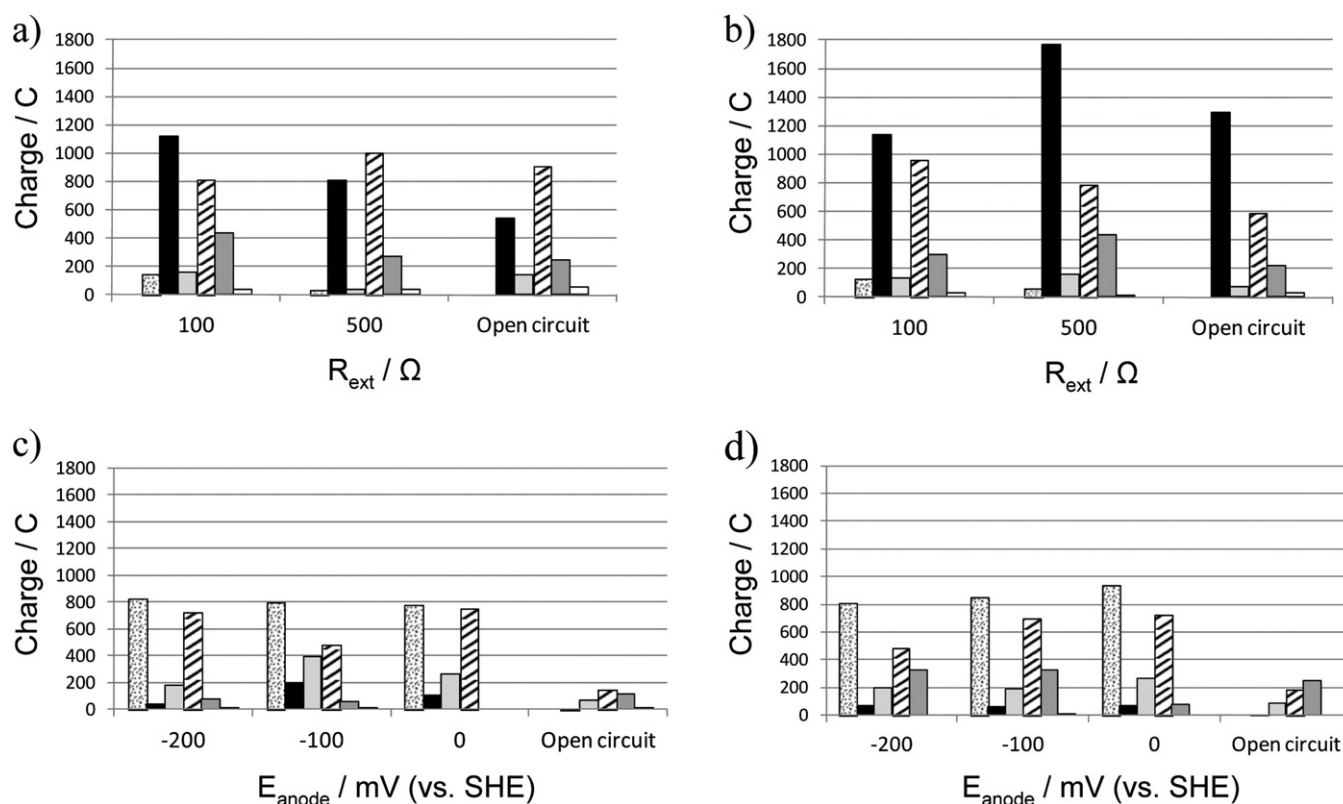 a)
Charge / C
1800
1600
1400
1200
1000
800
600
400
200
0
100 500 Open circuit
R_ext / Ω
b)
Charge / C
1800
1600
1400
1200
1000
800
600
400
200
0
100 500 Open circuit
R_ext / Ω
c)
Charge / C
1800
1600
1400
1200
1000
800
600
400
200
0
-200 -100 0 Open circuit
E_anode / mV (vs. SHE)
d)
Charge / C
1800
1600
1400
1200
1000
800
600
400
200
0
-200 -100 0 Open circuit
E_anode / mV (vs. SHE)